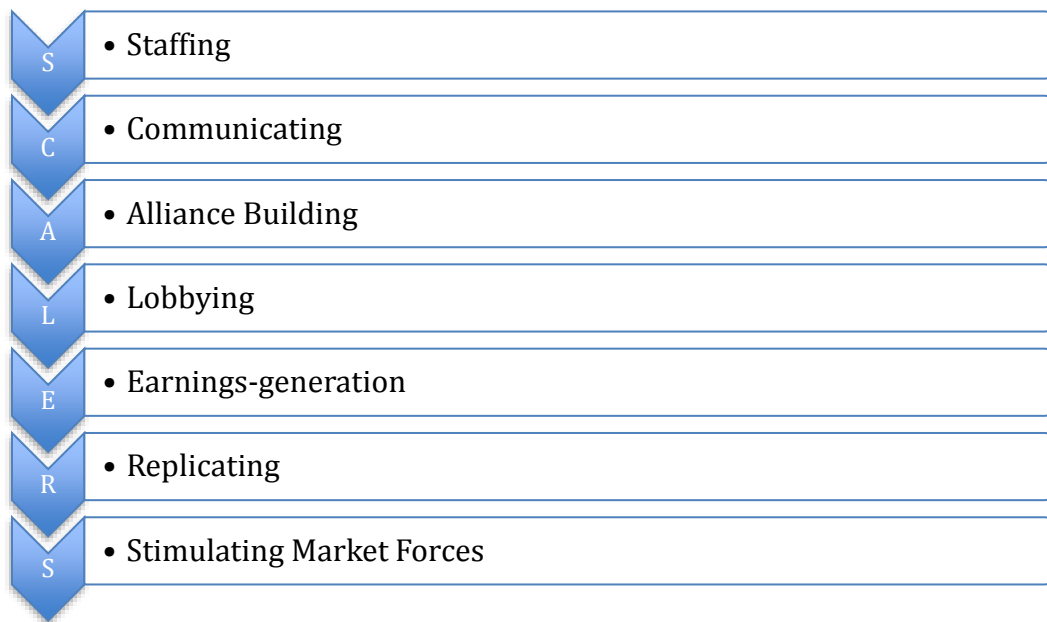 S
• Staffing
C
• Communicating
A
• Alliance Building
L
• Lobbying
E
• Earnings-generation
R
• Replicating
S
• Stimulating Market Forces